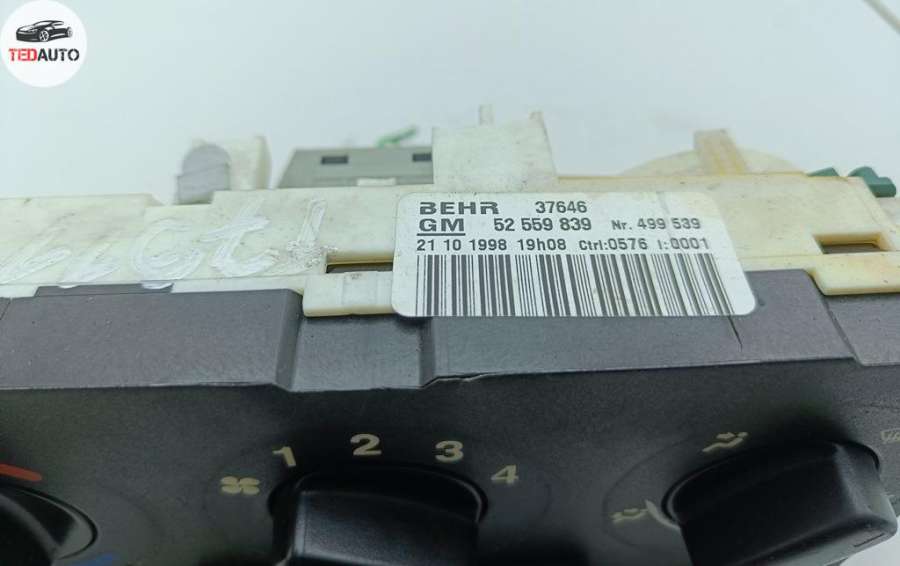 TEDAUTO
BEHR 37646
GM 52 559 839 Nr. 499 539
21 10 1998 19h08 Ctrl:0576 I:0001
1 2 3 4